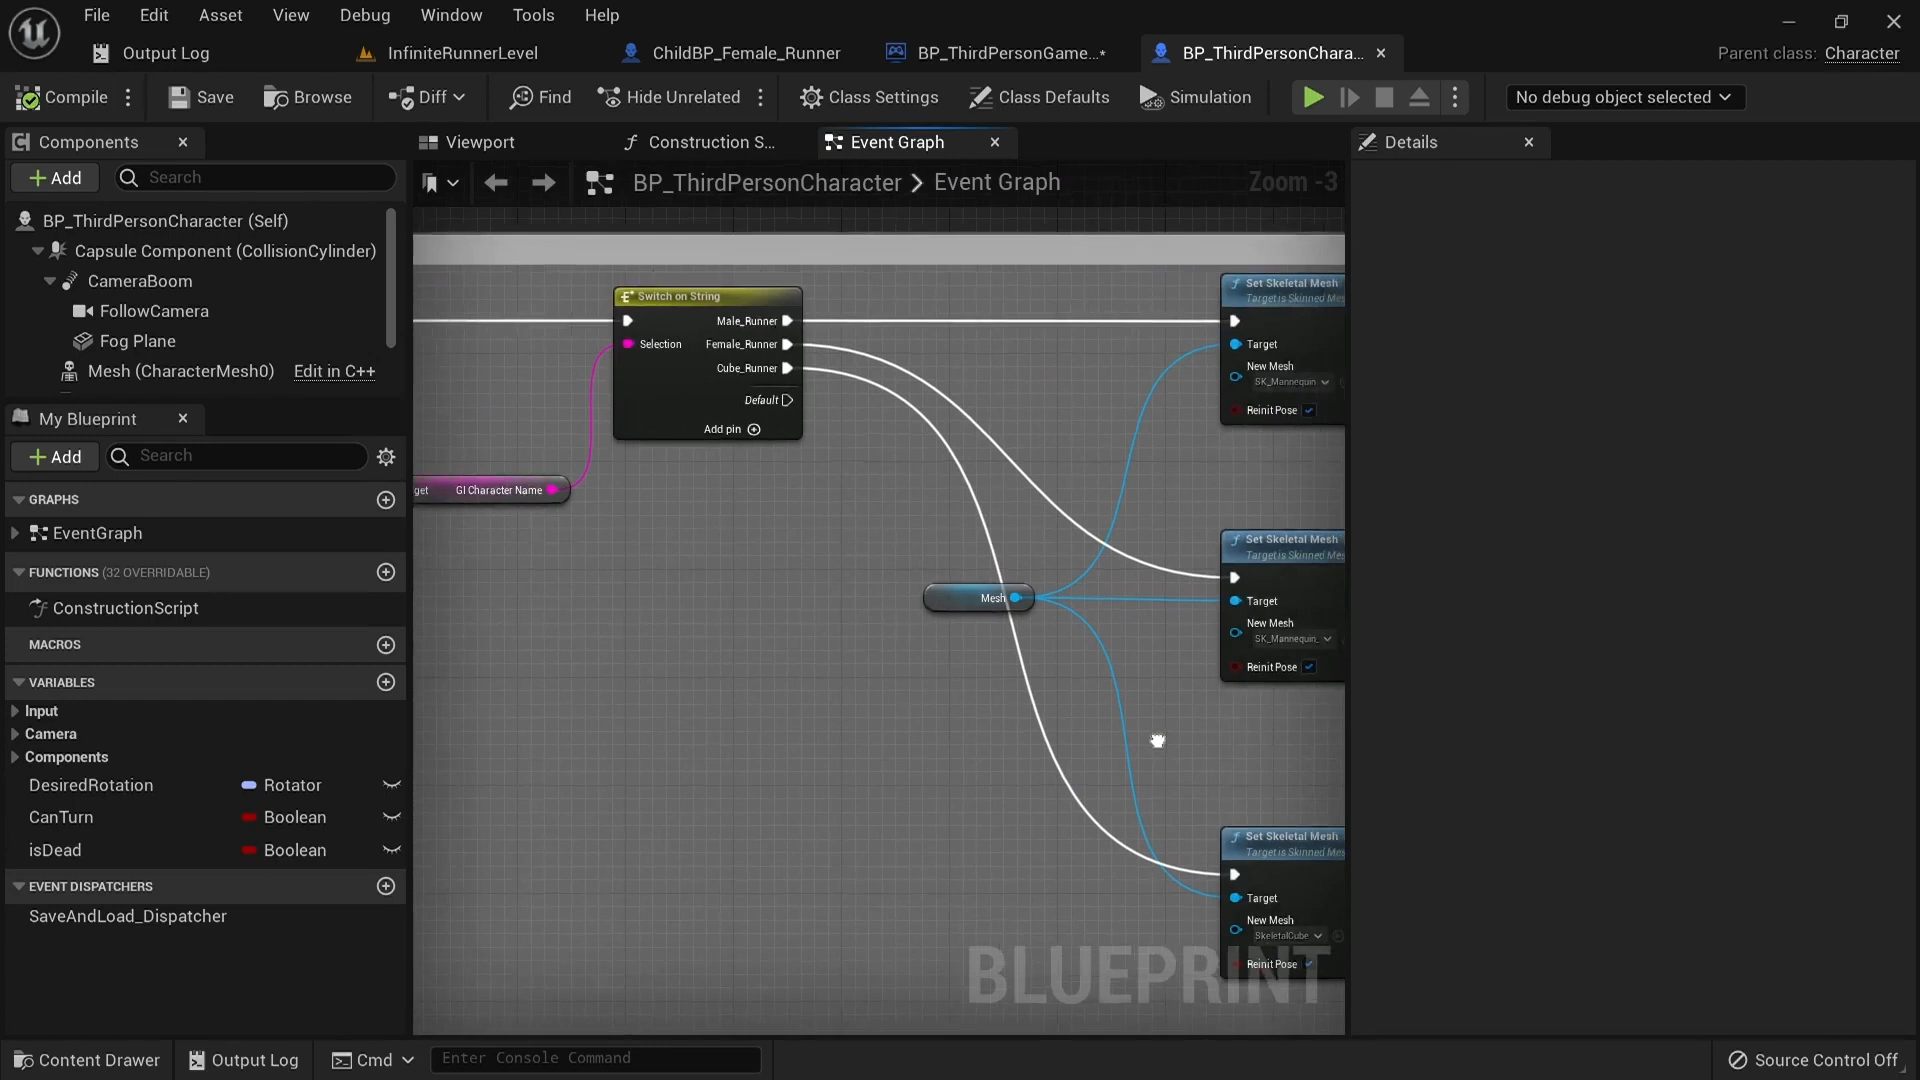 File Edit Asset View Debug Window Tools Help
Output Log
InfiniteRunnerLevel
ChildBP_Female_Runner
BP_ThirdPersonGame...*
BP_ThirdPersonChara...
Parent class: Character
Compile
Save
Browse
Diff
Find
Hide Unrelated
Class Settings
Class Defaults
Simulation
No debug object selected
Components
Viewport
Construction S...
Event Graph
Details
Add
Search
BP_ThirdPersonCharacter > Event Graph
Zoom -3
BP_ThirdPersonCharacter (Self)
Capsule Component (CollisionCylinder)
CameraBoom
FollowCamera
Fog Plane
Mesh (CharacterMesh0) Edit in C++
My Blueprint
Add
Search
GRAPHS
EventGraph
FUNCTIONS (32 OVERRIDABLE)
ConstructionScript
MACROS
VARIABLES
Input
Camera
Components
DesiredRotation Rotator
CanTurn Boolean
isDead Boolean
EVENT DISPATCHERS
SaveAndLoad_Dispatcher
Switch on String
Male_Runner
Selection Female_Runner
Cube_Runner
Default
Add pin
get GI Character Name
Mesh
Set Skeletal Mesh
Target is Skinned Mes
Target
New Mesh
SK_Mannequin
Reinit Pose
Set Skeletal Mesh
Target is Skinned Mes
Target
New Mesh
SK_Mannequin_
Reinit Pose
Set Skeletal Mesh
Target is Skinned Mes
Target
New Mesh
SkeletalCube
Reinit Pose
BLUEPRINT
Content Drawer
Output Log
Cmd
Enter Console Command
Source Control Off